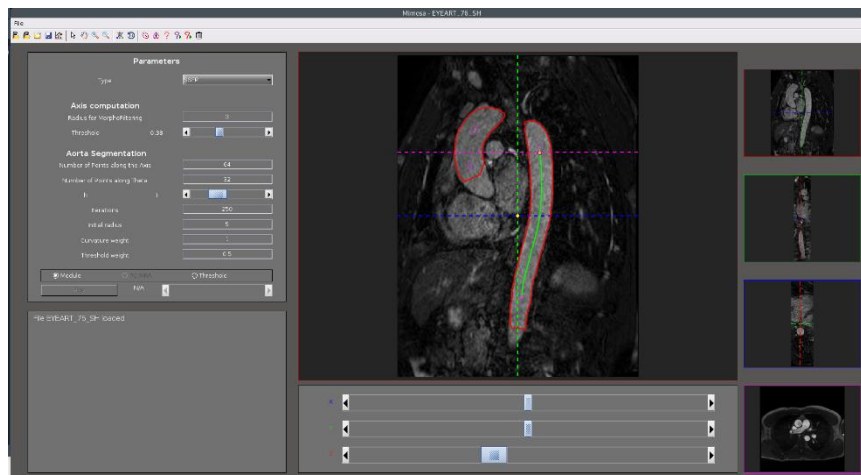 Mimosa - EYEART_76_SH
File
Parameters
Type
SSFP
Axis computation
Radius for MorphoFiltering 3
Threshold 0.38
Aorta Segmentation
Number of Points along the Axis 64
Number of Points along Theta 32
h 1
Iterations 250
Initial radius 5
Curvature weight 1
Threshold weight 0.5
Module
Threshold
N/A
File EYEART_76_SH loaded